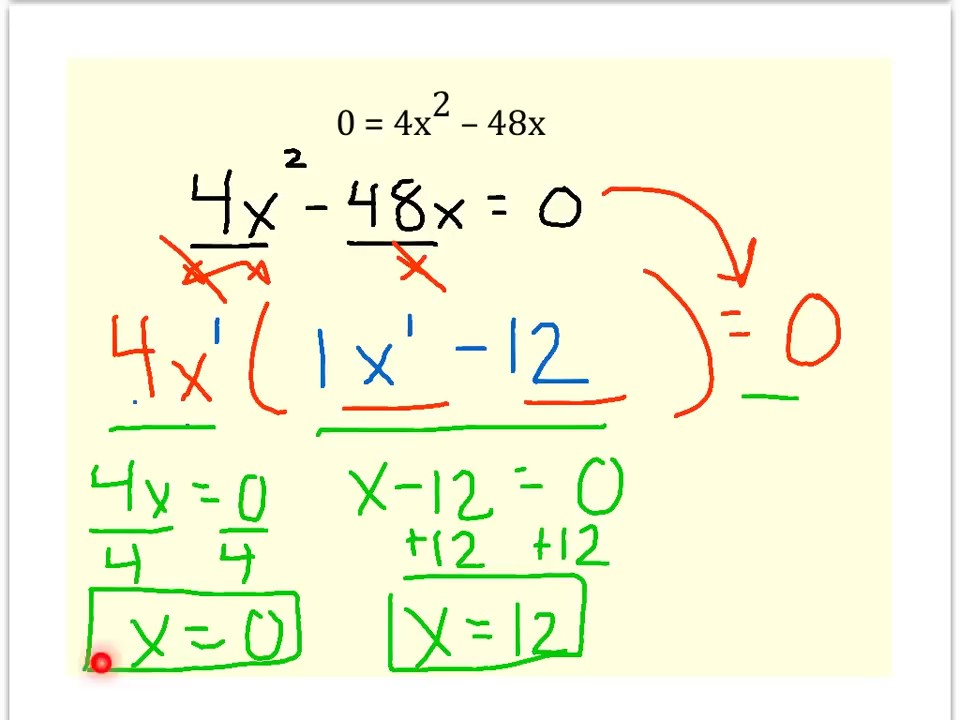 0 = 4x² – 48x
4x² - 48x = 0
x x x
4x¹ ( 1x¹ - 12 ) = 0
4x = 0 x - 12 = 0
4 4 +12 +12
x = 0 x = 12